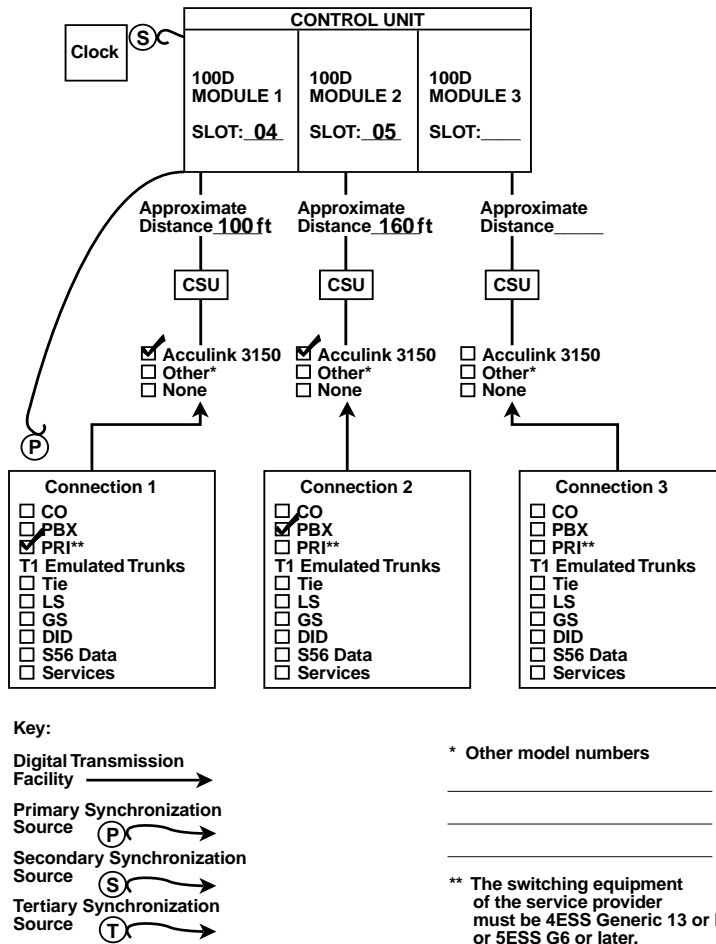 CONTROL UNIT
Clock
S
100D
MODULE 1
SLOT: 04
100D
MODULE 2
SLOT: 05
100D
MODULE 3
SLOT:____
Approximate
Distance 100 ft
Approximate
Distance 160 ft
Approximate
Distance_____
CSU
CSU
CSU
Acculink 3150
Other*
None
Acculink 3150
Other*
None
Acculink 3150
Other*
None
P
Connection 1
CO
PBX
PRI**
T1 Emulated Trunks
Tie
LS
GS
DID
S56 Data
Services
Connection 2
CO
PBX
PRI**
T1 Emulated Trunks
Tie
LS
GS
DID
S56 Data
Services
Connection 3
CO
PBX
PRI**
T1 Emulated Trunks
Tie
LS
GS
DID
S56 Data
Services
Key:
Digital Transmission
Facility
Primary Synchronization
Source P
Secondary Synchronization
Source S
Tertiary Synchronization
Source T
* Other model numbers
** The switching equipment
of the service provider
must be 4ESS Generic 13 or
or 5ESS G6 or later.